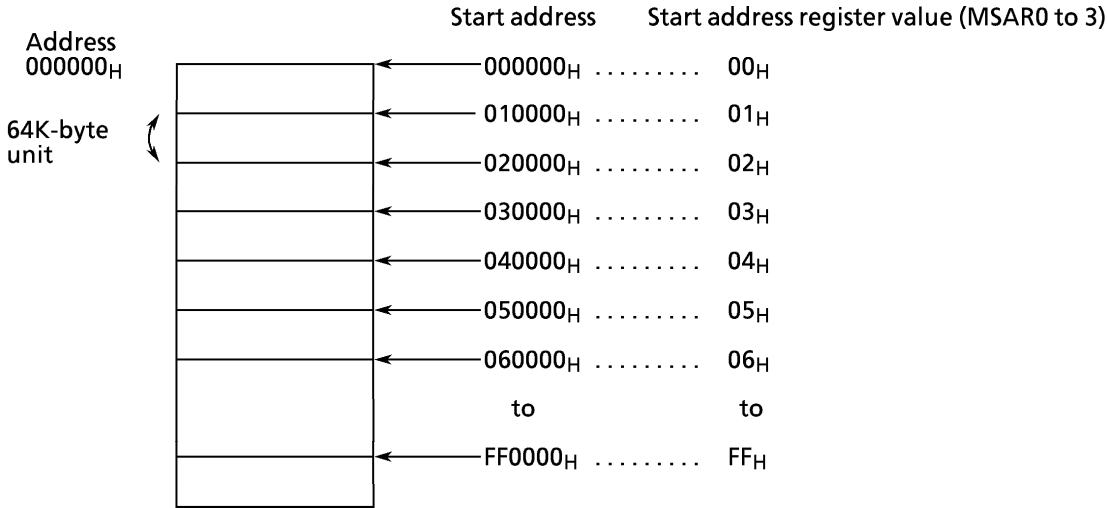 Start address Start address register value (MSAR0 to 3)
Address
000000H
000000H ......... 00H
010000H ......... 01H
64K-byte
unit
020000H ......... 02H
030000H ......... 03H
040000H ......... 04H
050000H ......... 05H
060000H ......... 06H
to to
FF0000H ......... FFH